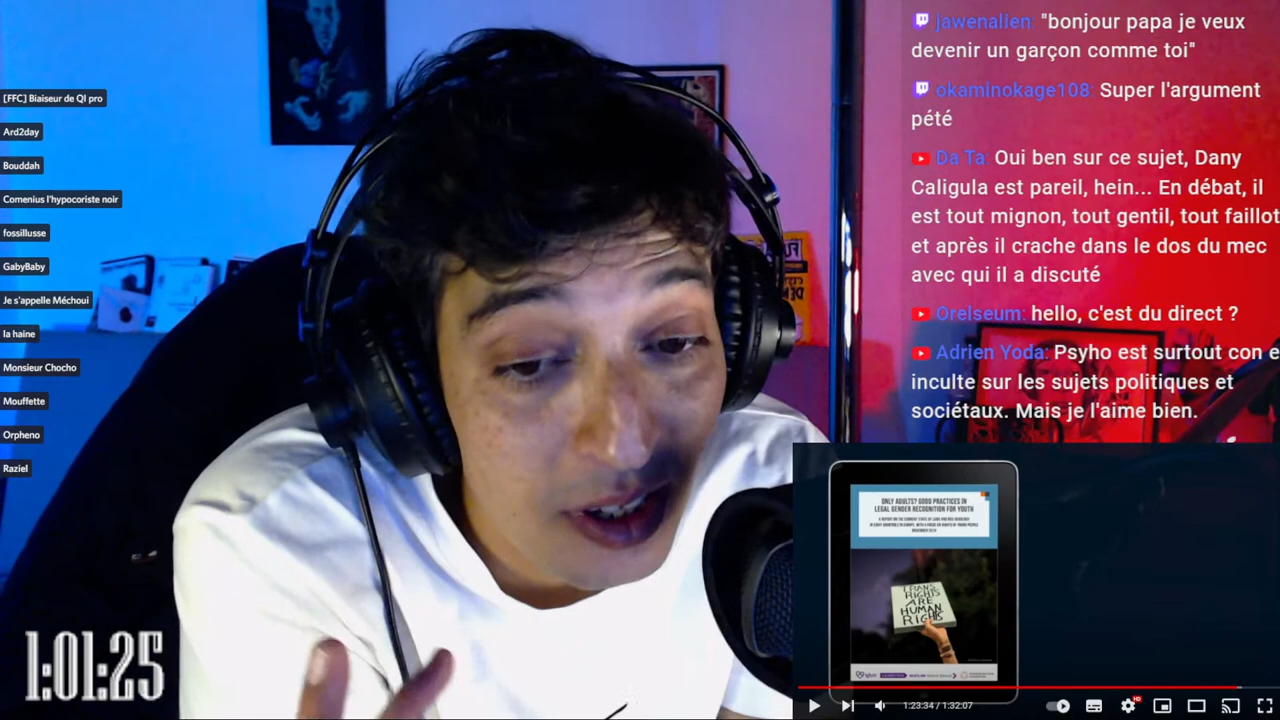 [FFC] Biaiseur de QI pro
Ard2day
Bouddah
Comenius l'hypocoriste noir
fossillusse
GabyBaby
Je s'appelle Méchoui
la haine
Monsieur Chocho
Mouffette
Orpheno
Raziel
1:01:25
jawenalien: "bonjour papa je veux
devenir un garçon comme toi"
okaminokage108: Super l'argument
pété
Da Ta: Oui ben sur ce sujet, Dany
Caligula est pareil, hein... En débat, il
est tout mignon, tout gentil, tout faillot
et après il crache dans le dos du mec
avec qui il a discuté
Orelseum: hello, c'est du direct ?
Adrien Yoda: Psyho est surtout con e
inculte sur les sujets politiques et
sociétaux. Mais je l'aime bien.
ONLY ADULTS? GOOD PRACTICES IN
LEGAL GENDER RECOGNITION FOR YOUTH
TRANS
RIGHTS
ARE
HUMAN
RIGHTS
1:23:34 / 1:32:07
HD